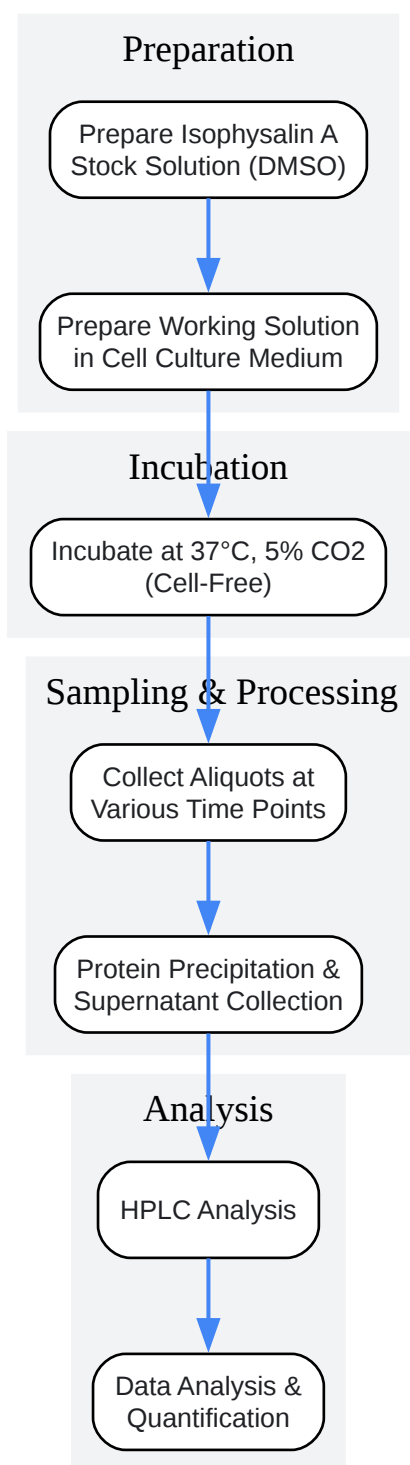 Preparation
Prepare Isophysalin A
Stock Solution (DMSO)
Prepare Working Solution
in Cell Culture Medium
Incubation
Incubate at 37°C, 5% CO2
(Cell-Free)
Sampling & Processing
Collect Aliquots at
Various Time Points
Protein Precipitation &
Supernatant Collection
Analysis
HPLC Analysis
Data Analysis &
Quantification